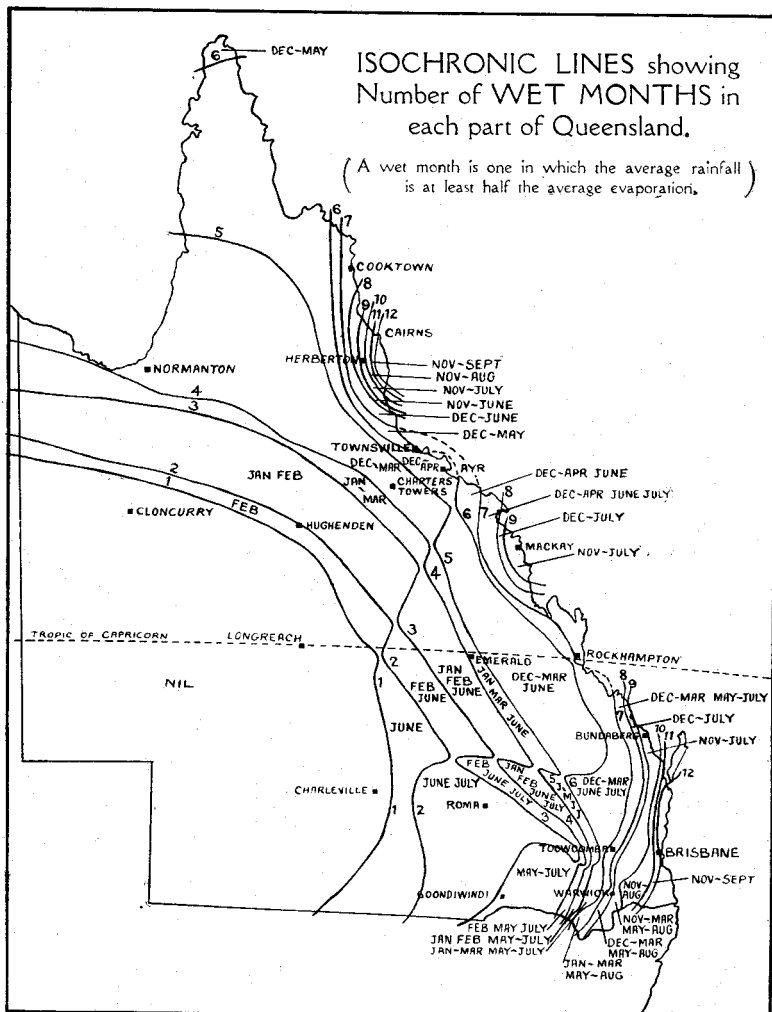 6
DEC-MAY
ISOCHRONIC LINES showing
Number of WET MONTHS in
each part of Queensland.
(A wet month is one in which the average rainfall
is at least half the average evaporation.)
5
6
7
COOKTOWN
8
9
10
11
12
CAIRNS
HERBERTON
NORMANTON
NOV-SEPT
NOV-AUG
NOV-JULY
NOV-JUNE
DEC-JUNE
DEC-MAY
4
3
2
1
TOWNSVILLE
DEC-MAR
DEC-APR
AYR
CHARTERS
TOWERS
JAN FEB
JAN
MAR
FEB
CLONCURRY
HUGHENDEN
DEC-APR JUNE
8
DEC-APR JUNE JULY
6
7
9
DEC-JULY
MACKAY
NOV-JULY
5
4
3
TROPIC OF CAPRICORN
LONGREACH
2
EMERALD
ROCKHAMPTON
NIL
1
FEB
JUNE
JAN
FEB
JUNE
JAN
MAR
JUNE
DEC-MAR
JUNE
JUNE
8
9
7
DEC-MAR MAY-JULY
DEC-JULY
BUNDABERG
10
11
NOV-JULY
12
CHARLEVILLE
1
2
JUNE JULY
ROMA
FEB
JUNE JULY
3
JAN
FEB
JUNE
JULY
4
5
J-M
J J
6
DEC-MAR
JUNE JULY
TOOWOOMBA
BRISBANE
MAY-JULY
GOONDIWINDI
WARWICK
NOV-
AUG
NOV-SEPT
FEB MAY JULY
JAN FEB MAY-JULY
JAN-MAR MAY-JULY
NOV-MAR
MAY-AUG
DEC-MAR
MAY-AUG
JAN-MAR
MAY-AUG